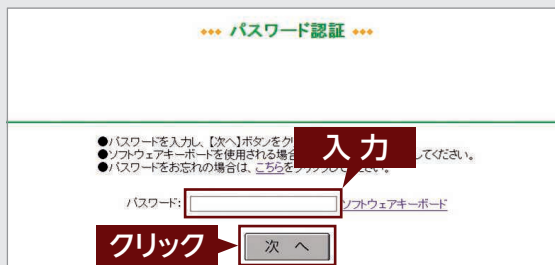 パスワード認証
●パスワードを入力し、【次へ】ボタンをク
●ソフトウェアキーボードを使用される場合 してください。
●パスワードをお忘れの場合は、こちらを
入力
パスワード: ソフトウェアキーボード
クリック
次 へ